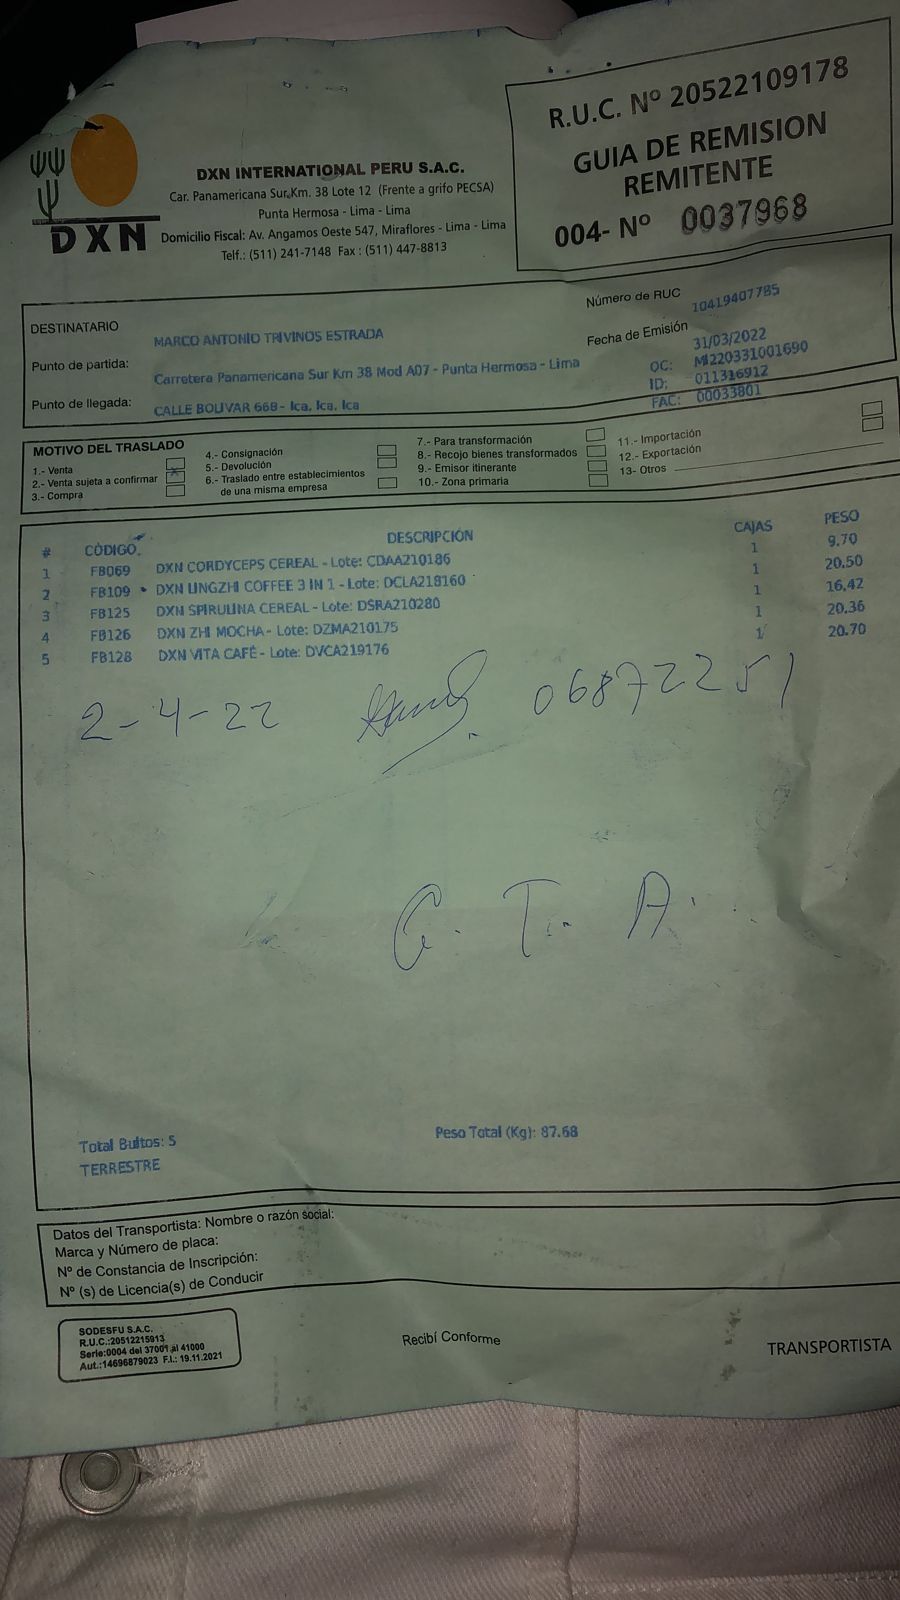 R.U.C. Nº 20522109178
GUIA DE REMISION
REMITENTE
004- Nº 0037968
DXN
DXN INTERNATIONAL PERU S.A.C.
Car. Panamericana Sur Km. 38 Lote 12 (Frente a grifo PECSA)
Punta Hermosa - Lima - Lima
Domicilio Fiscal: Av. Angamos Oeste 547, Miraflores - Lima - Lima
Telf.: (511) 241-7148 Fax : (511) 447-8813
DESTINATARIO MARCO ANTONIO TRIVINOS ESTRADA
Número de RUC 10419407785
Punto de partida: Carretera Panamericana Sur Km 38 Mod A07 - Punta Hermosa - Lima
Fecha de Emisión 31/03/2022
Punto de llegada: CALLE BOLIVAR 668- Ica, Ica, Ica
OC: MI220331001690
ID: 011316912
FAC: 00033801
MOTIVO DEL TRASLADO
1.- Venta
2.- Venta sujeta a confirmar X
3.- Compra
4.- Consignación
5.- Devolución
6.- Traslado entre establecimientos
de una misma empresa
7.- Para transformación
8.- Recojo bienes transformados
9.- Emisor itinerante
10.- Zona primaria
11.- Importación
12.- Exportación
13- Otros
# CÓDIGO DESCRIPCIÓN CAJAS PESO
1 FB069 DXN CORDYCEPS CEREAL - Lote: CDAA210186 1 9.70
2 FB109 DXN LINGZHI COFFEE 3 IN 1 - Lote: DCLA218160 1 20,50
3 FB125 DXN SPIRULINA CEREAL - Lote: DSRA210280 1 16,42
4 FB126 DXN ZHI MOCHA - Lote: DZMA210175 1 20.36
5 FB128 DXN VITA CAFÉ - Lote: DVCA219176 1 20.70
2-4-22 06872251
G. T. A.
Total Bultos: 5 Peso Total (Kg): 87.68
TERRESTRE
Datos del Transportista: Nombre o razón social:
Marca y Número de placa:
Nº de Constancia de Inscripción:
Nº (s) de Licencia(s) de Conducir
SODESFU S.A.C.
R.U.C.:20512215913
Serie:0004 del 37001 al 41000
Aut.:14696879023 F.I.: 19.11.2021
Recibí Conforme
TRANSPORTISTA